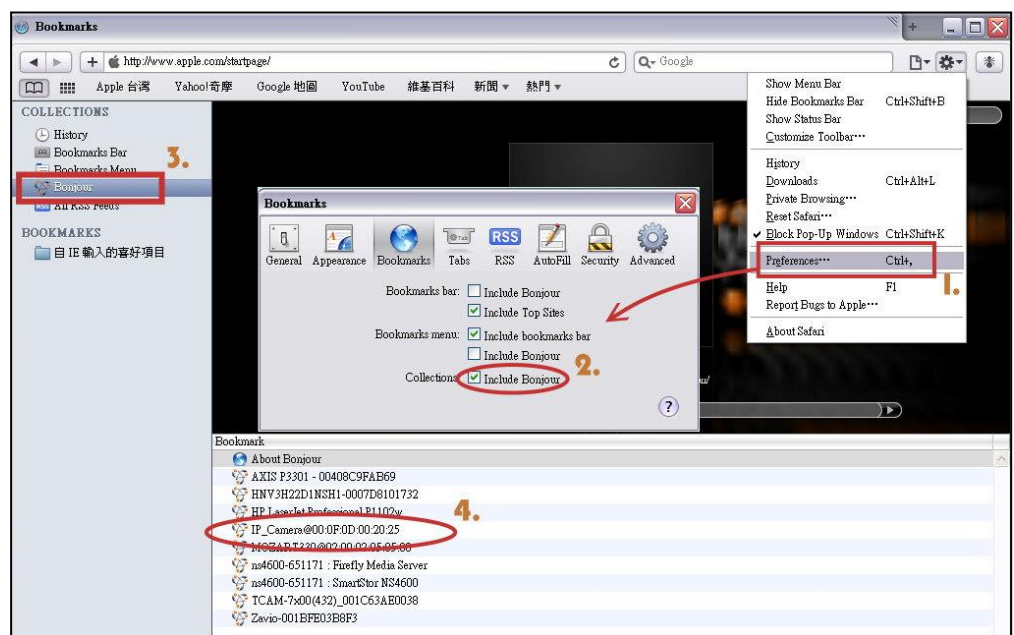 Bookmarks
http://www.apple.com/startpage/
Google
Apple 台灣 Yahoo!奇摩 Google 地圖 YouTube 維基百科 新聞 熱門
COLLECTIONS
History
Bookmarks Bar
Bookmarks Menu
Bonjour
All RSS Feeds
BOOKMARKS
自 IE 輸入的喜好項目
3.
Show Menu Bar
Hide Bookmarks Bar Ctrl+Shift+B
Show Status Bar
Customize Toolbar…
History
Downloads Ctrl+Alt+L
Private Browsing…
Reset Safari…
Block Pop-Up Windows Ctrl+Shift+K
Preferences… Ctrl+,
Help F1
Report Bugs to Apple…
About Safari
1.
Bookmarks
Tab RSS
General Appearance Bookmarks Tabs RSS AutoFill Security Advanced
Bookmarks bar: Include Bonjour
Include Top Sites
Bookmarks menu: Include bookmarks bar
Include Bonjour
Collections: Include Bonjour
2.
?
Bookmark
About Bonjour
AXIS P3301 - 00408C9FAB69
HNV3H22D1NSH1-0007D8101732
HP LaserJet Professional P1102w
IP_Camera@00:0F:0D:00:20:25
ns4600-651171 : Firefly Media Server
ns4600-651171 : SmartStor NS4600
TCAM-7x00(432)_001C63AE0038
Zavio-001BFE03B8F3
4.